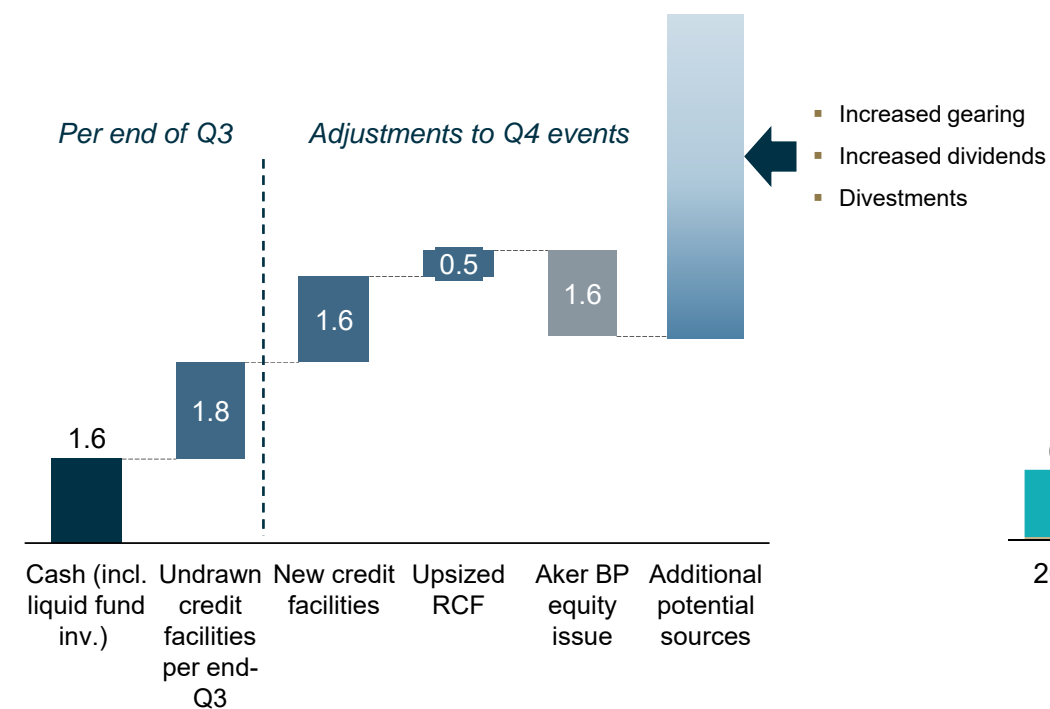 Per end of Q3
Adjustments to Q4 events
Increased gearing
Increased dividends
Divestments
0.5
1.6
1.6
1.8
1.6
Cash (incl.
liquid fund
inv.)
Undrawn
credit
facilities
per end-
Q3
New credit
facilities
Upsized
RCF
Aker BP
equity
issue
Additional
potential
sources
2